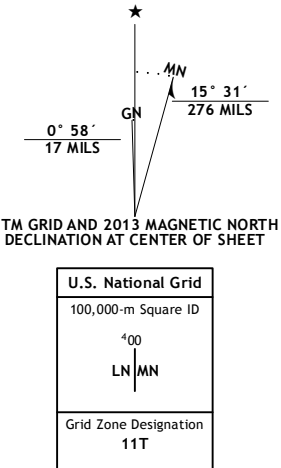 ★
MN
GN
15° 31´
276 MILS
0° 58´
17 MILS
TM GRID AND 2013 MAGNETIC NORTH
DECLINATION AT CENTER OF SHEET
U.S. National Grid
100,000-m Square ID
⁴00
LN MN
Grid Zone Designation
11T